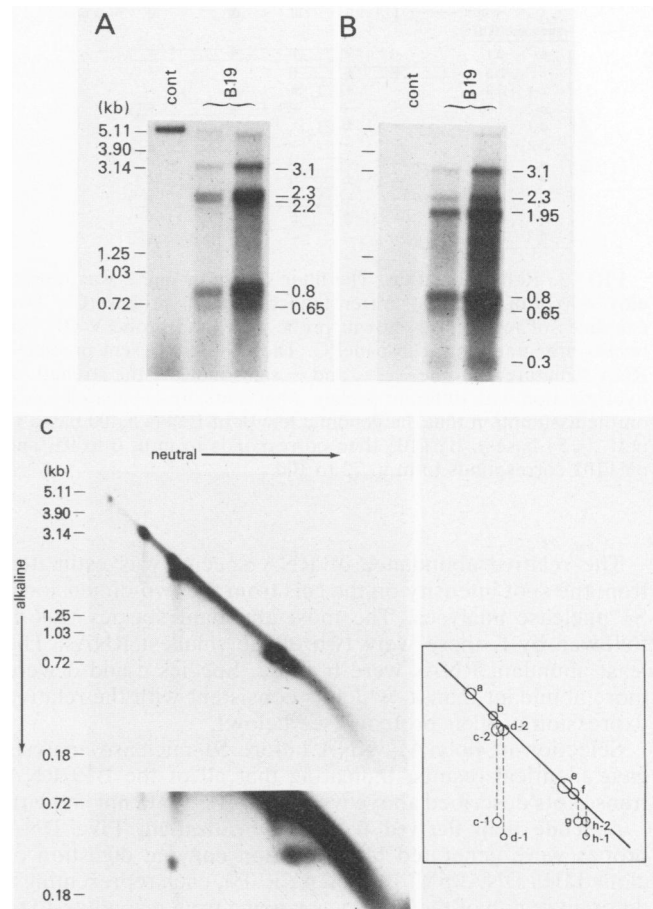 A
B
cont
B19
cont
B19
(kb)
5.11
3.90
3.14
1.25
1.03
0.72
3.1
2.3
2.2
0.8
0.65
3.1
2.3
1.95
0.8
0.65
0.3
C
neutral
(kb)
5.11
3.90
3.14
1.25
1.03
0.72
0.18
alkaline
0.72
0.18
a
b
c-2
d-2
e
f
g
h-2
c-1
d-1
h-1